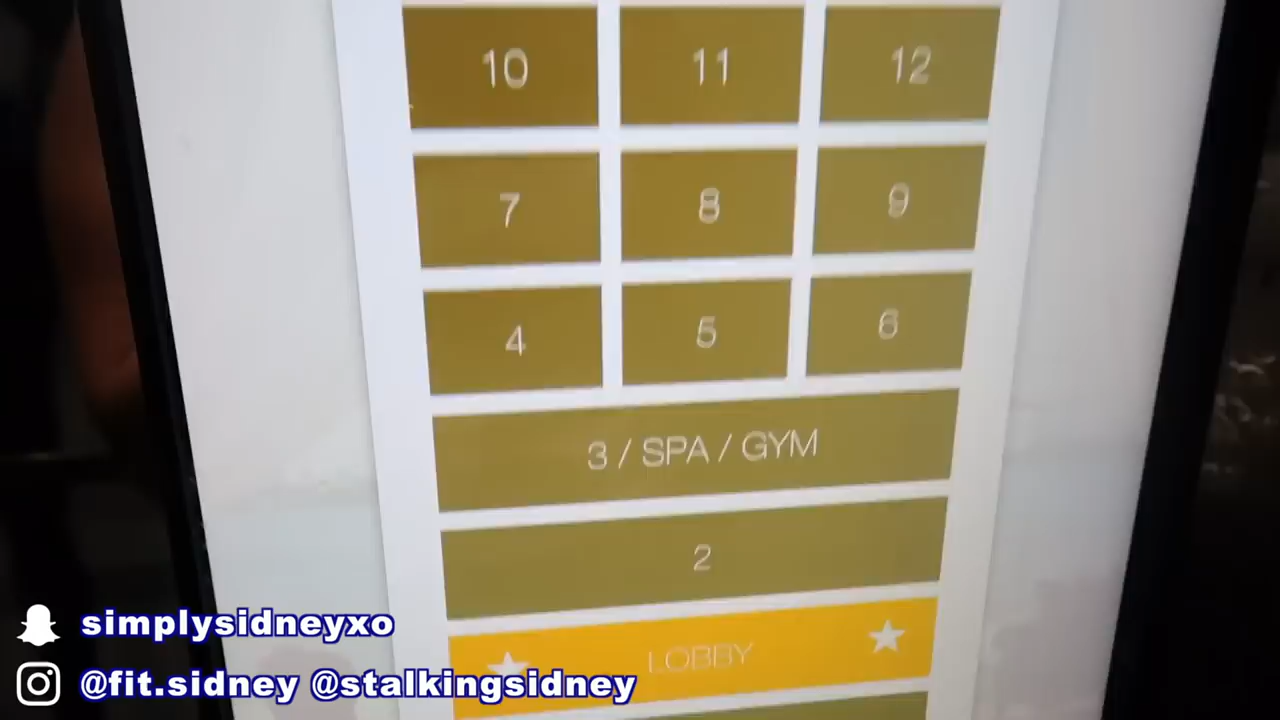 10 11 12
7 8 9
4 5 6
3 / SPA / GYM
2
LOBBY
simplysidneyxo
@fit.sidney @stalkingsidney